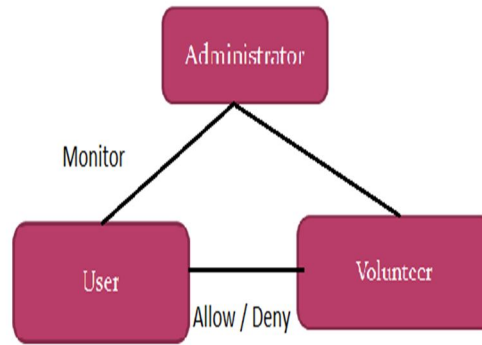 Administrator
Monitor
User
Volunteer
Allow / Deny